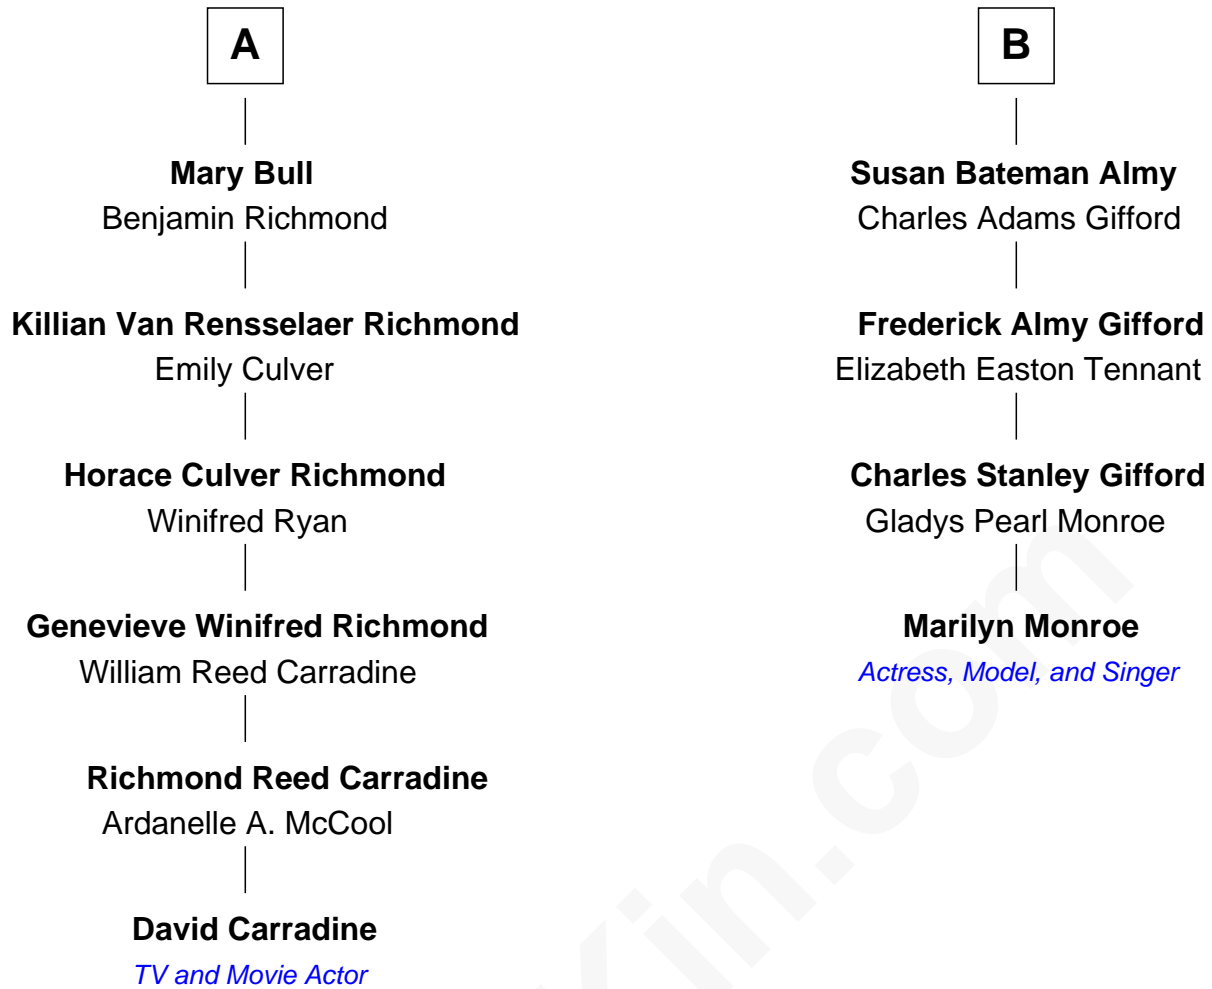 A
Mary Bull
Benjamin Richmond
Killian Van Rensselaer Richmond
Emily Culver
Horace Culver Richmond
Winifred Ryan
Genevieve Winifred Richmond
William Reed Carradine
Richmond Reed Carradine
Ardanelle A. McCool
David Carradine
TV and Movie Actor
B
Susan Bateman Almy
Charles Adams Gifford
Frederick Almy Gifford
Elizabeth Easton Tennant
Charles Stanley Gifford
Gladys Pearl Monroe
Marilyn Monroe
Actress, Model, and Singer
Kin.com